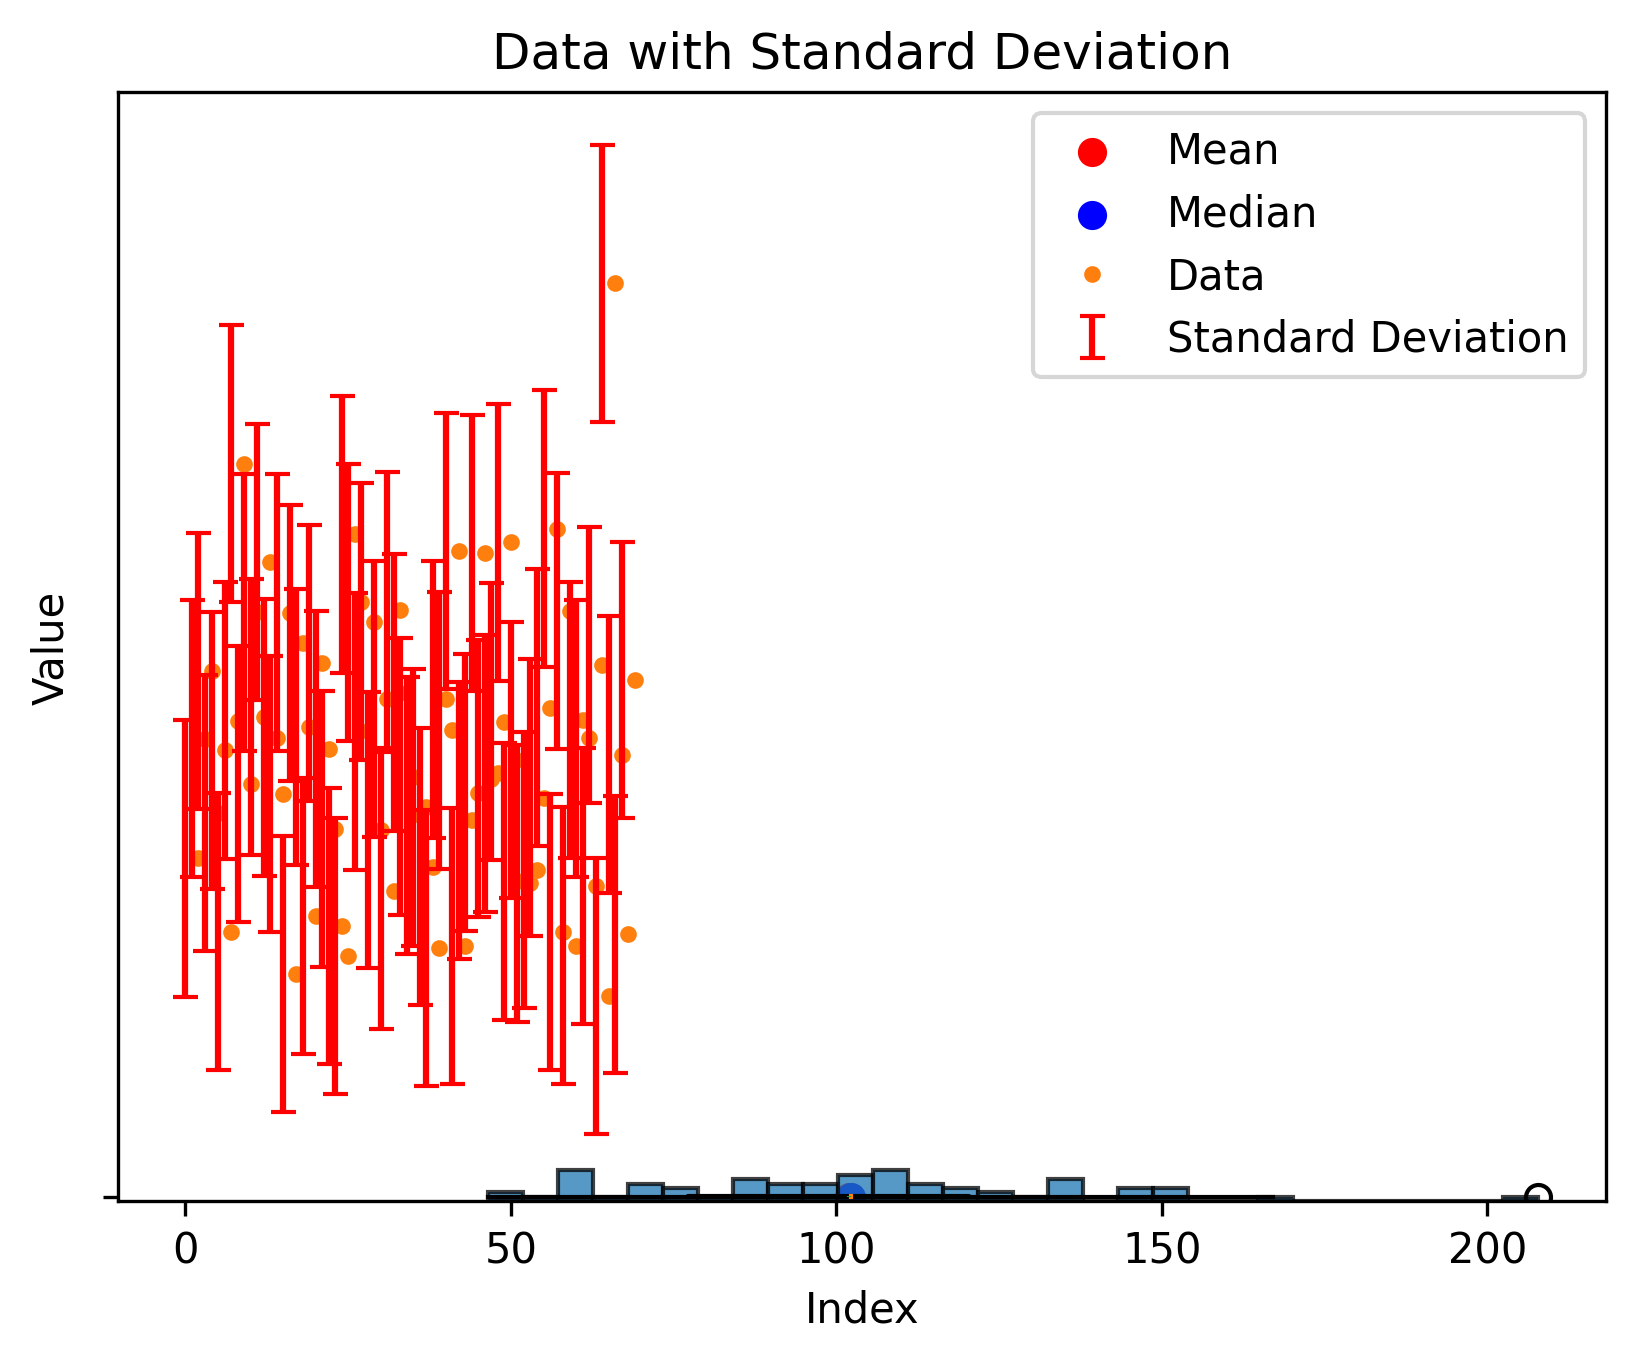 Data with Standard Deviation
Mean
Median
Data
Standard Deviation
Value
0 50 100 150 200
Index